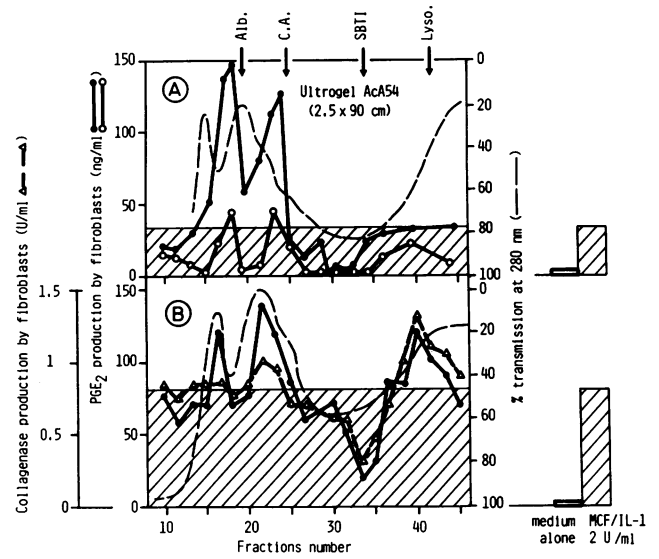 Alb.
C.A.
SBTI
Lyso.
A
Ultrogel AcA54
(2.5 x 90 cm)
150
100
50
0
0
20
40
60
80
100
B
1.5
1
0.5
0
150
100
50
0
0
20
40
60
80
100
Collagenase production by fibroblasts (U/ml)
PGE2 production by fibroblasts (ng/ml)
% transmission at 280 nm (
)
10
20
30
40
Fractions number
medium
alone
MCF/IL-1
2 U/ml